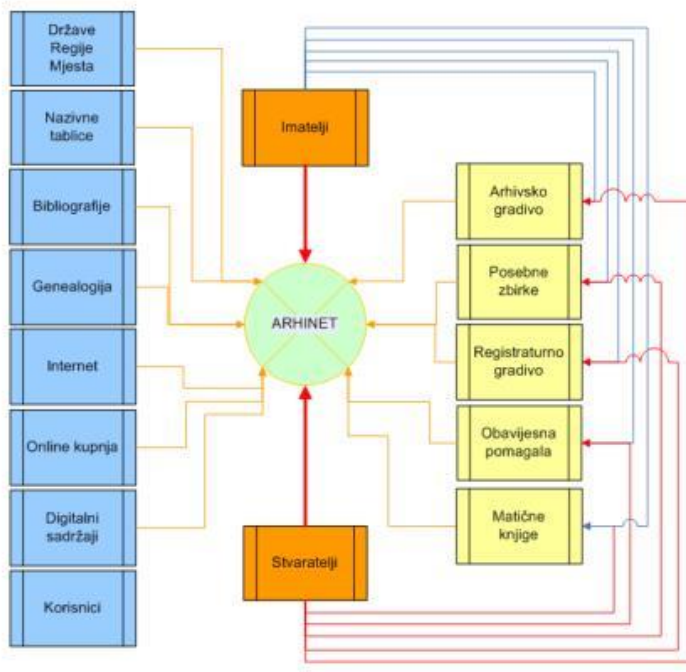 Države
Regije
Mjesta
Nazivne
tablice
Bibliografije
Genealogija
Internet
Online kupnja
Digitalni
sadržaji
Korisnici
Imatelji
ARHINET
Stvaratelji
Arhivsko
gradivo
Posebne
zbirke
Registraturno
gradivo
Obavijesna
pomagala
Matične
knjige